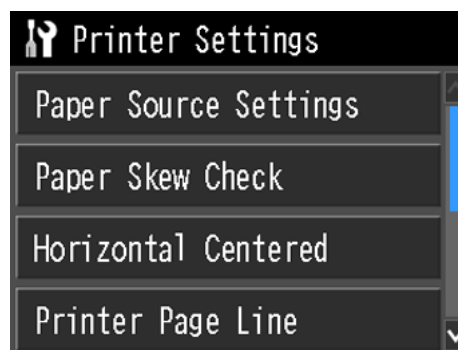 Printer Settings
Paper Source Settings
Paper Skew Check
Horizontal Centered
Printer Page Line